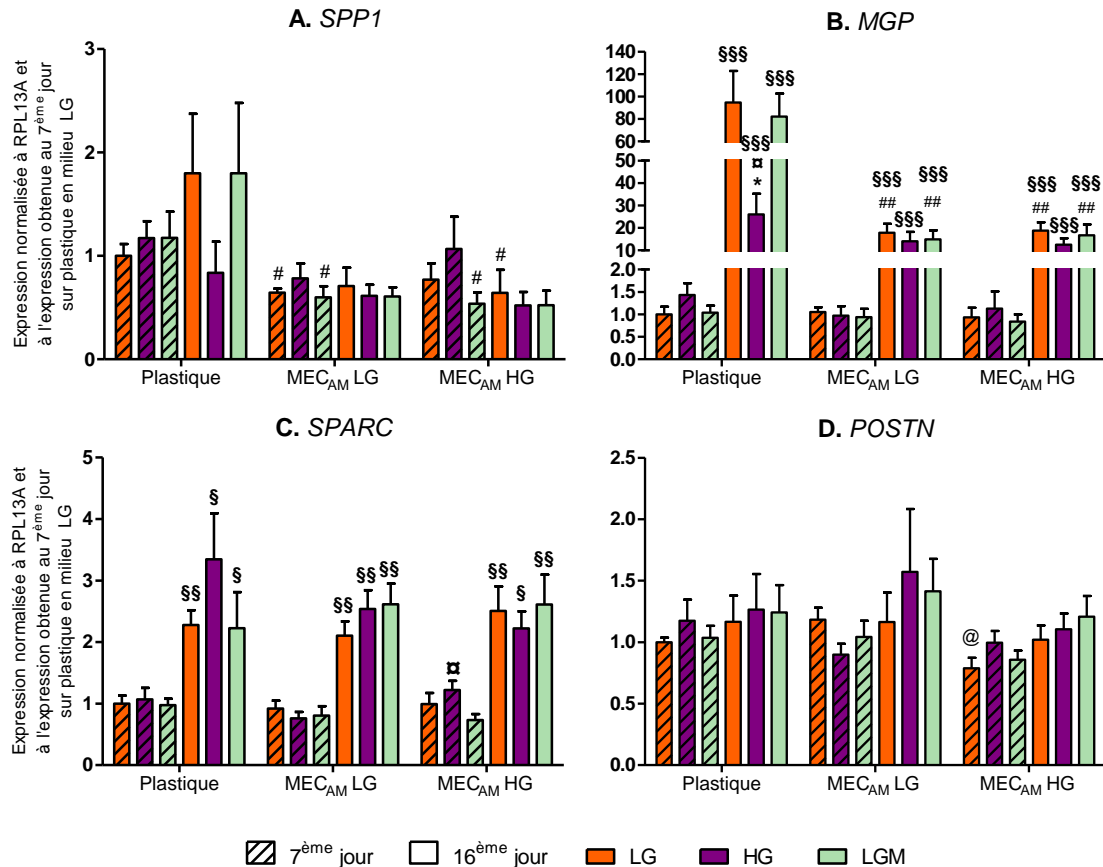 A. SPP1
Expression normalisée à RPL13A et
à l'expression obtenue au 7ème jour
sur plastique en milieu LG
3
2
1
0
# # # #
Plastique MECAM LG MECAM HG
B. MGP
140
120
100
80
60
50
40
30
20
10
2.0
1.5
1.0
0.5
0.0
§§§ §§§
§§§
¤
*
§§§ §§§ §§§
## ##
§§§ §§§ §§§
## ##
Plastique MECAM LG MECAM HG
C. SPARC
Expression normalisée à RPL13A et
à l'expression obtenue au 7ème jour
sur plastique en milieu LG
5
4
3
2
1
0
§§ § § §§ §§ §§ ¤ §§ § §§
Plastique MECAM LG MECAM HG
D. POSTN
2.5
2.0
1.5
1.0
0.5
0.0
@
Plastique MECAM LG MECAM HG
7ème jour 16ème jour LG HG LGM